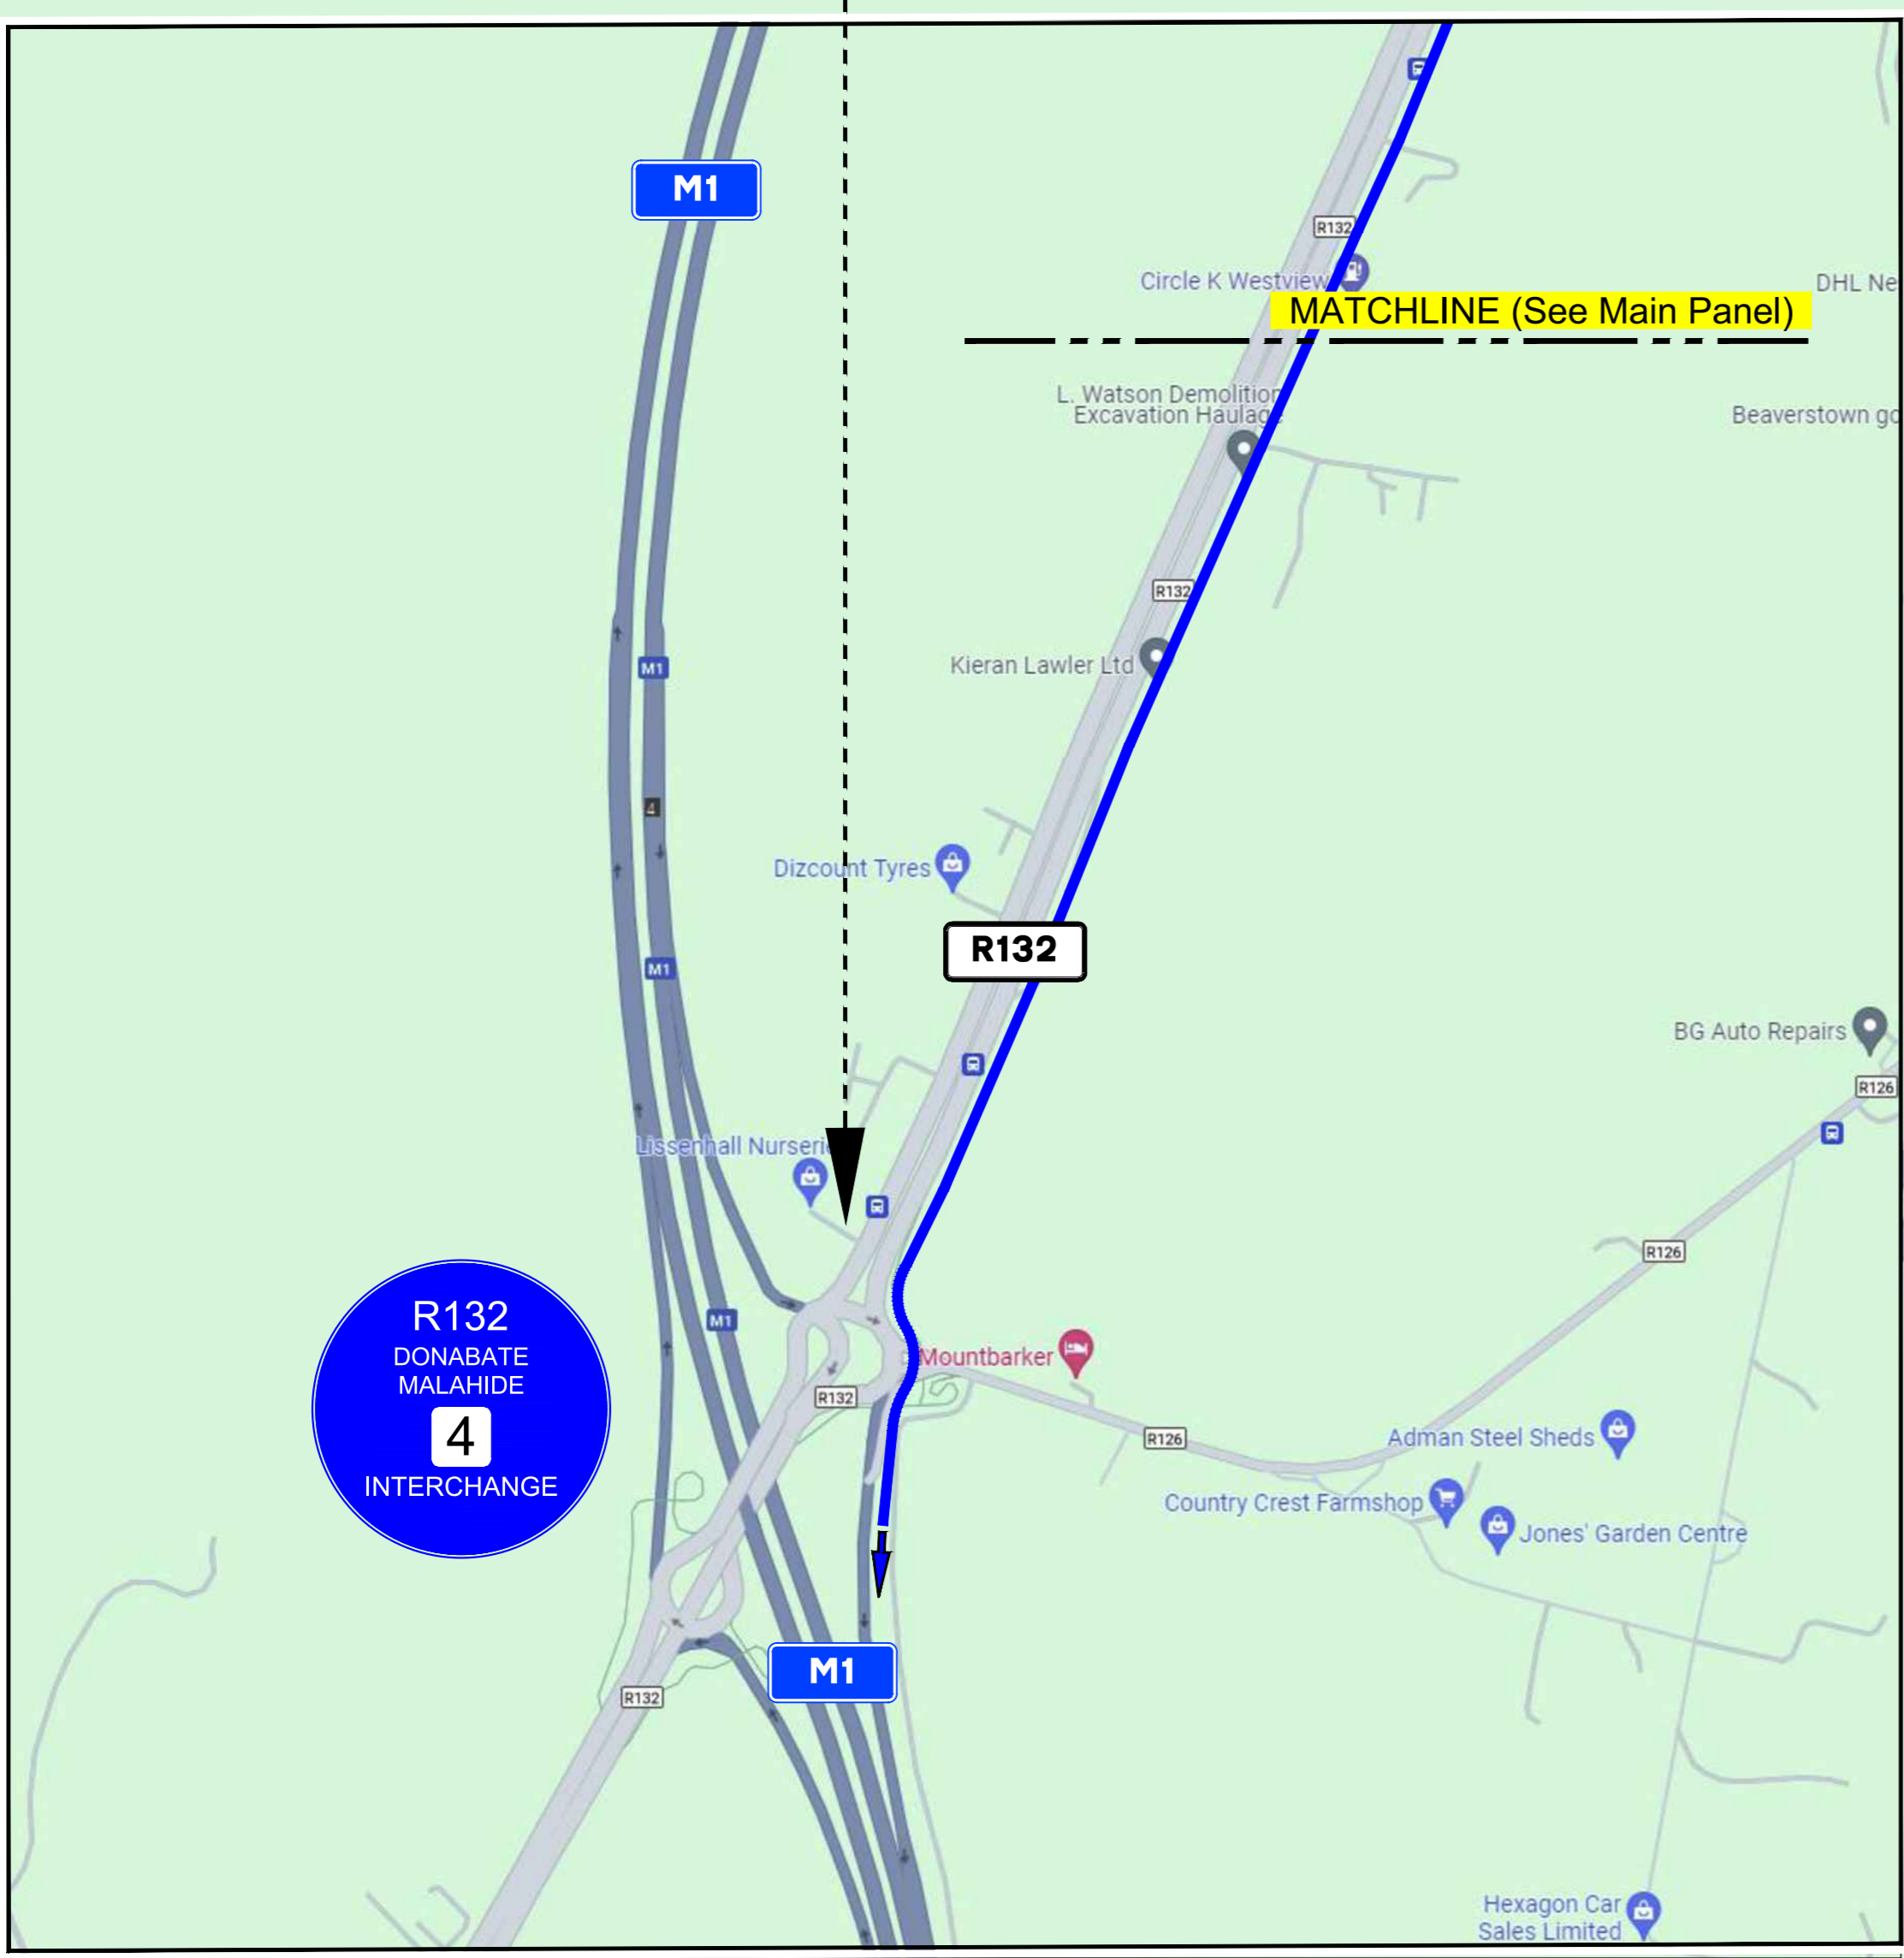 M1
R132
Circle K Westview
DHL Ne
MATCHLINE (See Main Panel)
L. Watson Demolition
Excavation Haulage
Beaverstown go
R132
Kieran Lawler Ltd
M1
4
Dizcount Tyres
R132
M1
BG Auto Repairs
R126
Lissenhall Nurserie
R126
R132
DONABATE
MALAHIDE
4
INTERCHANGE
M1
Mountbarker
R132
R126
Adman Steel Sheds
Country Crest Farmshop
Jones' Garden Centre
M1
R132
Hexagon Car
Sales Limited